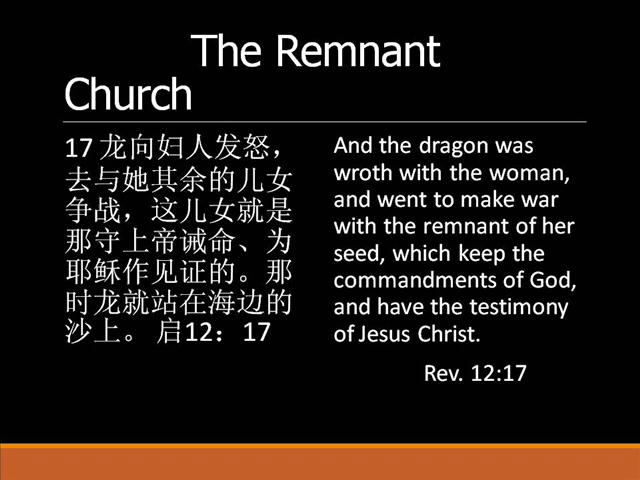 The Remnant
Church
17 龙向妇人发怒，
去与她其余的儿女
争战，这儿女就是
那守上帝诫命、为
耶稣作见证的。那
时龙就站在海边的
沙上。 启12：17
And the dragon was
wroth with the woman,
and went to make war
with the remnant of her
seed, which keep the
commandments of God,
and have the testimony
of Jesus Christ.
Rev. 12:17